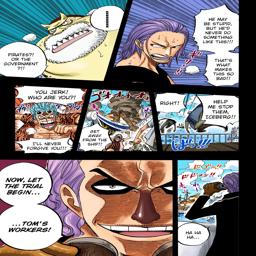 HE MAY
BE STUPID,
BUT HE'D
NEVER DO
SOMETHING
LIKE THIS!!!
THAT'S
WHAT
MAKES
THIS SO
BAD!!
PIRATES?!
OR THE
GOVERNMENT
?!!
YOU JERK!
WHO ARE YOU?!
I'LL NEVER
FORGIVE YOU!!!
GET
AWAY FROM
THE SHIP!!!
RIGHT!
HELP ME
STOP THEM,
ICEBERG!!
NOW, LET
THE TRIAL
BEGIN...
...TOM'S
WORKERS!
HA HA
HA...